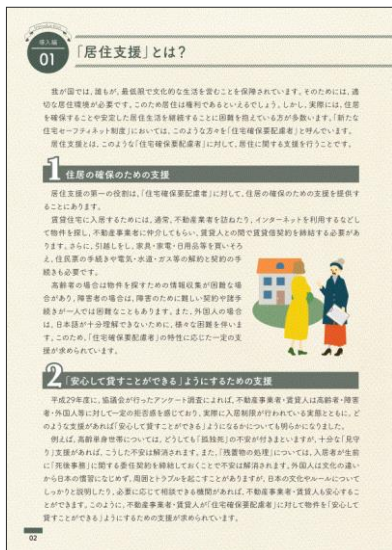 導入編
01
「居住支援」とは？
我が国では、誰もが、最低限で文化的な生活を営むことを保障されています。そのためには、適
切な居住環境が必要です。このため居住は権利であるといえるでしょう。しかし、実際には、住居
を確保することや安定した居住生活を継続することに困難を抱えている方が多数います。「新たな
住宅セーフティネット制度」においては、このような方々を「住宅確保要配慮者」と呼んでいます。
居住支援とは、このような「住宅確保要配慮者」に対して、居住に関する支援を行うことです。
1 住居の確保のための支援
居住支援の第一の役割は、「住宅確保要配慮者」に対して、住居の確保のための支援を提供す
ることにあります。
賃貸住宅に入居するためには、通常、不動産業者を訪ねたり、インターネットを利用するなどし
て物件を探し、不動産業者に仲介してもらい、賃貸人との間で賃貸借契約を締結する必要があ
ります。さらに、引越しをし、家具・家電・日用品等を買いそろ
え、住民票の手続きや電気・水道・ガス等の解約と契約の手
続きも必要です。
高齢者の場合は物件を探すための情報収集が困難な場
合があり、障害者の場合は、障害のために難しい契約や諸手
続きが一人では困難なこともあります。また、外国人の場合
は、日本語が十分理解できないために、様々な困難を伴いま
す。このため、「住宅確保要配慮者」の特性に応じた一定の支
援が求められています。
2 「安心して貸すことができる」ようにするための支援
平成29年度に、協議会が行ったアンケート調査によれば、不動産事業者・賃貸人は高齢者・障害
者・外国人等に対して一定の拒否感を感じており、実際に入居制限が行われている実態とともに、ど
のような支援があれば「安心して貸すことができる」ようになるかについても明らかになりました。
例えば、高齢単身世帯については、どうしても「孤独死」の不安が付きまといますが、十分な「見守
り」支援があれば、こうした不安は解消されます。また、「残置物の処理」については、入居者が生前
に「死後事務」に関する委任契約を締結しておくことで不安は解消されます。外国人は文化の違い
から日本の慣習になじめず、周囲とトラブルを起こすことがありますが、日本の文化やルールについて
しっかりと説明したり、必要に応じて相談できる機関があれば、不動産事業者・賃貸人も安心するこ
とができます。このように、不動産事業者・賃貸人が「住宅確保要配慮者」に対して物件を「安心して
貸すことができる」ようにするための支援が求められています。
02